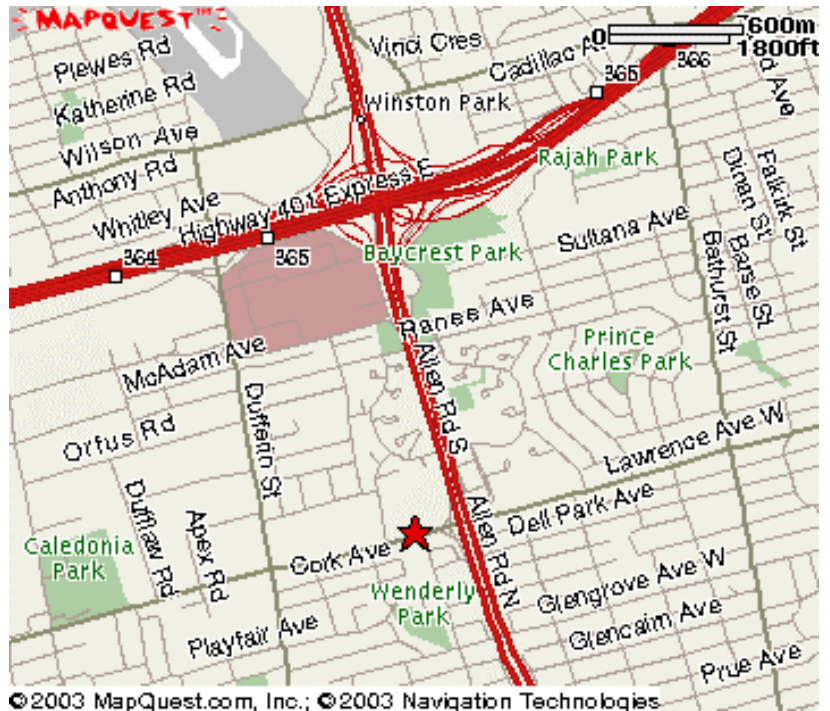 MAPQUEST
Vinci Cres
0 600m
1800ft
Plewes Rd
Cadillac A
365
366
d Ave
Katherine Rd
Winston Park
Wilson Ave
Rajah Park
Anthony Rd
Falkirk St
Dinan St
Whitley Ave
Highway 401 Express E
Sultana Ave
364
365
Baycrest Park
Bathurst St
Barse St
Ranee Ave
Prince
Charles Park
McAdam Ave
Allen Rd S
Dufferin St
Orfus Rd
Lawrence Ave W
Dufflaw Rd
Apex Rd
Allen Rd N
Dell Park Ave
Caledonia
Park
Cork Ave
Wenderly
Park
Glengrove Ave W
Playfair Ave
Glencairn Ave
Prue Ave
©2003 MapQuest.com, Inc.; ©2003 Navigation Technologies